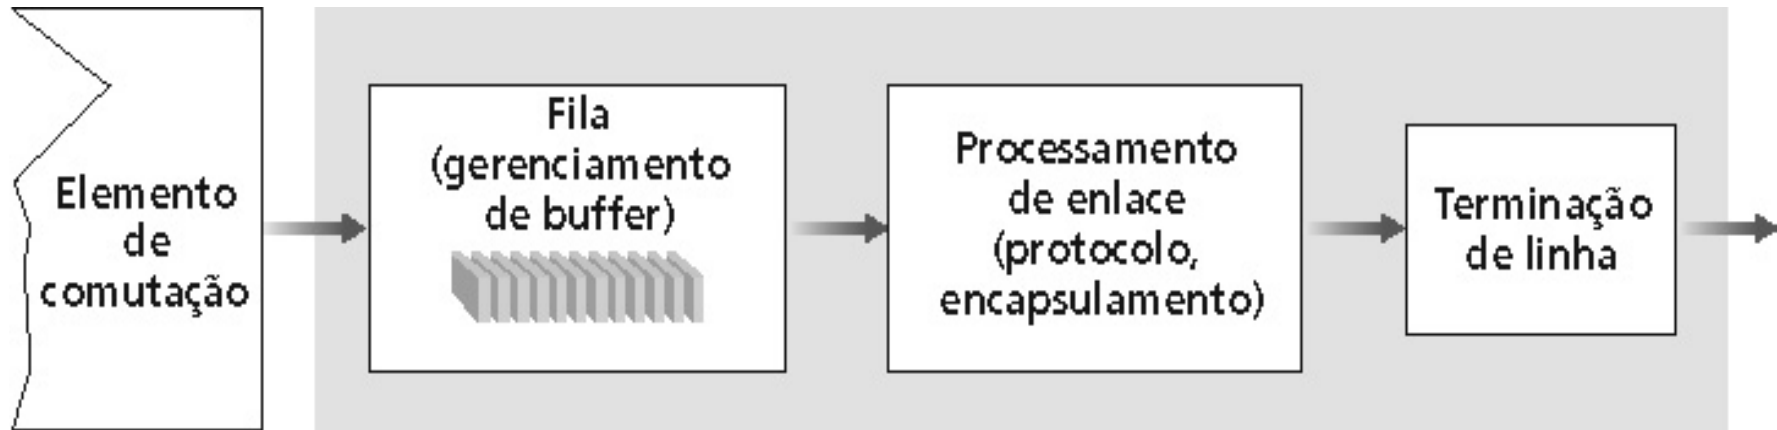 Elemento
de
comutação
Fila
(gerenciamento
de buffer)
Processamento
de enlace
(protocolo,
encapsulamento)
Terminação
de linha